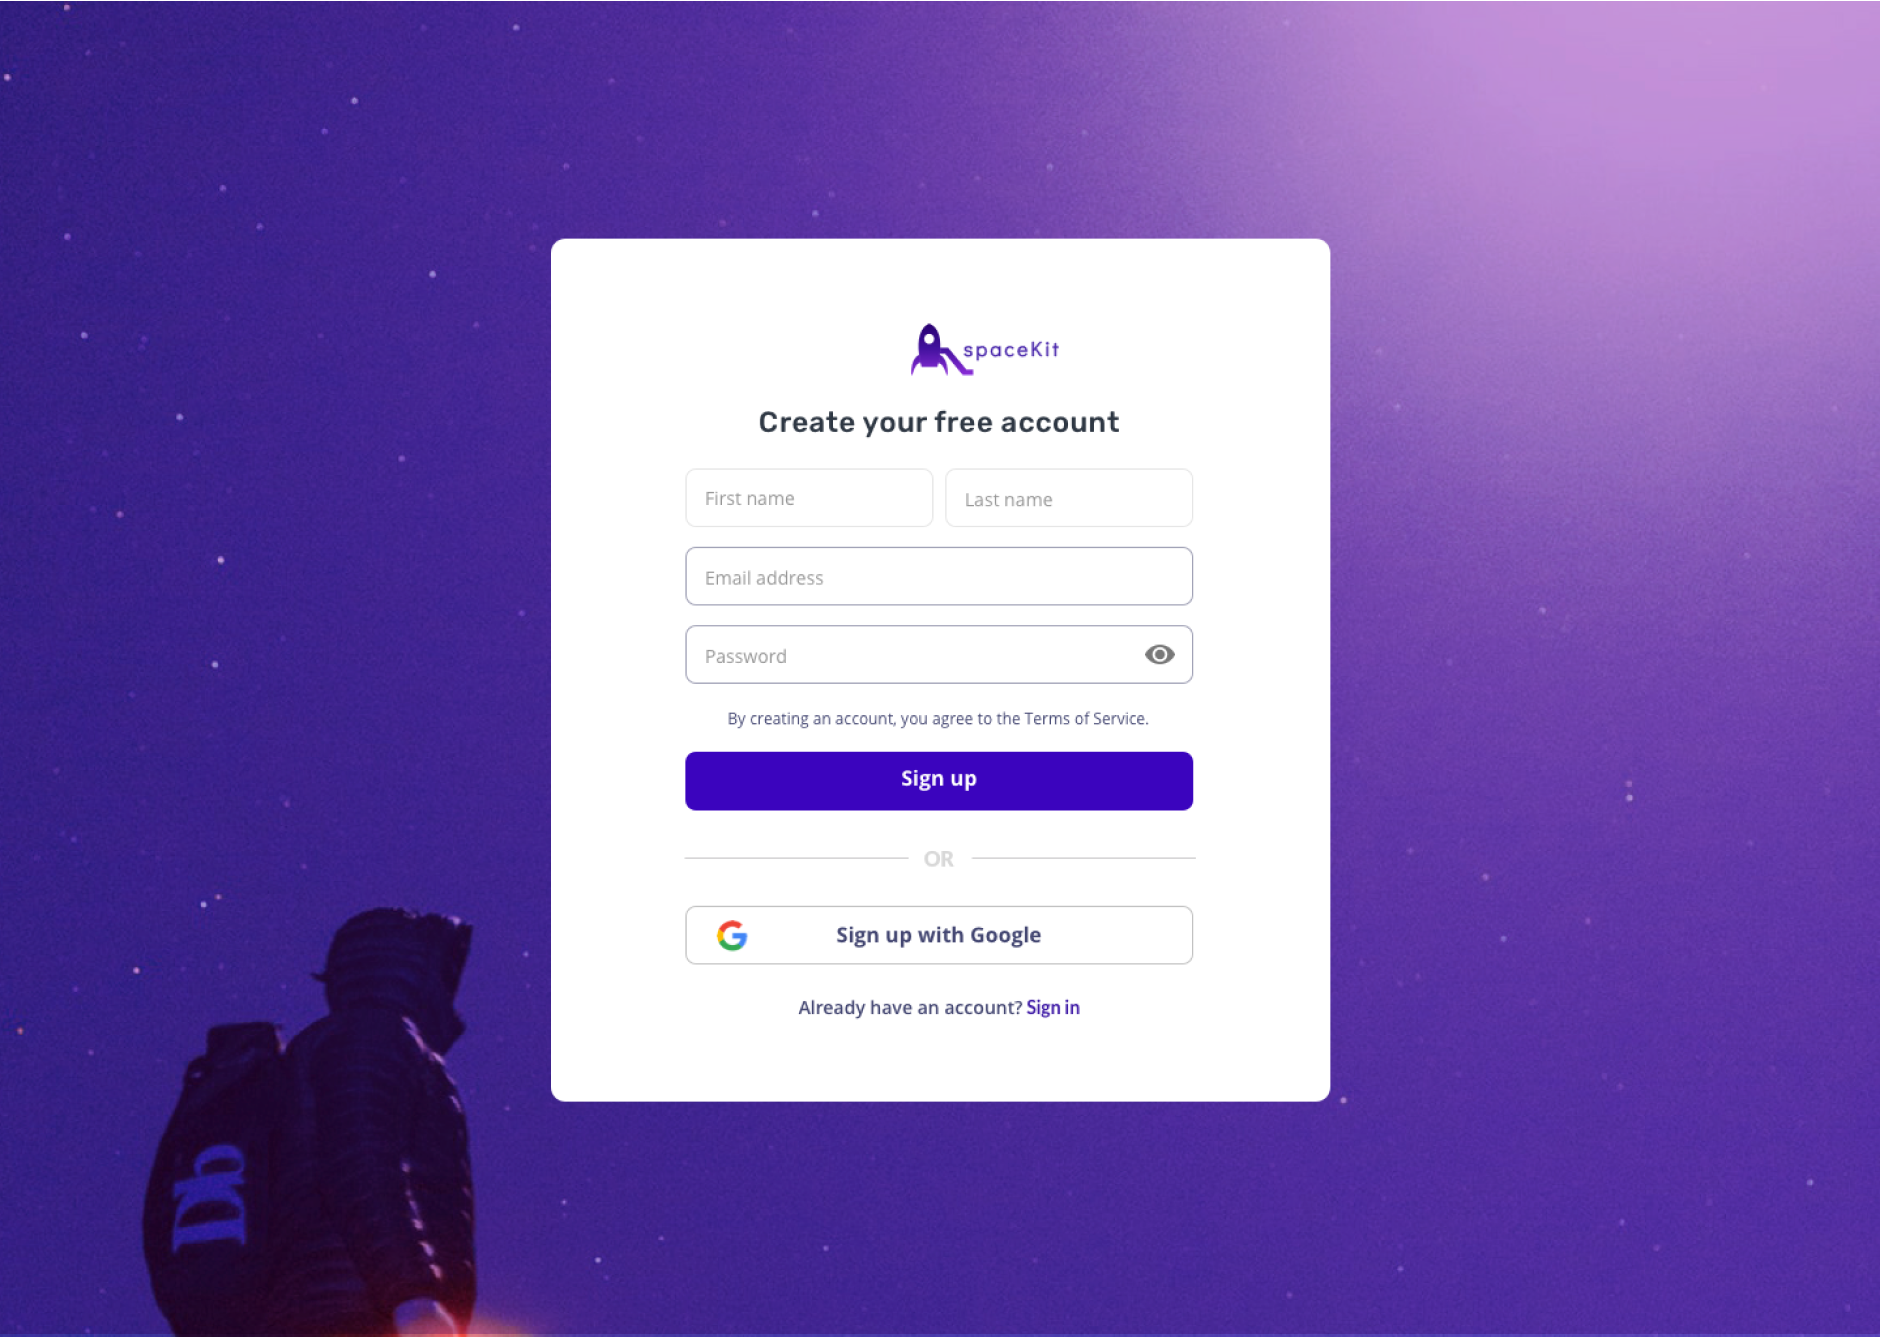 spaceKit
Create your free account
First name
Last name
Email address
Password
By creating an account, you agree to the Terms of Service.
Sign up
OR
Sign up with Google
Already have an account? Sign in
Db